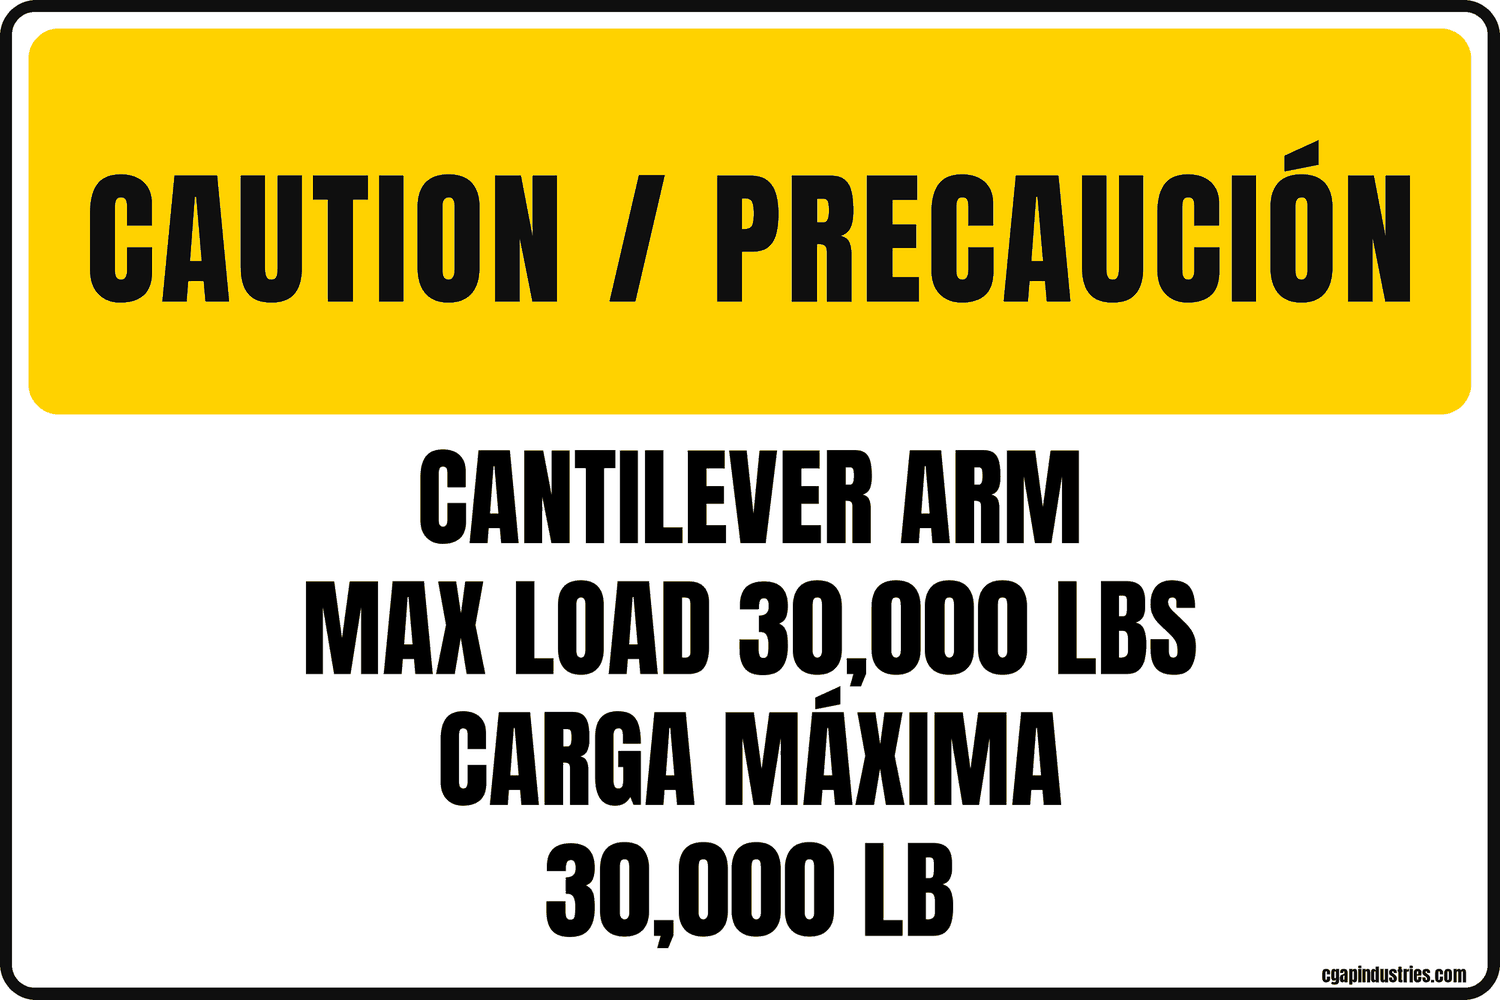 CAUTION / PRECAUCIÓN
CANTILEVER ARM
MAX LOAD 30,000 LBS
CARGA MÁXIMA
30,000 LB
cgapindustries.com